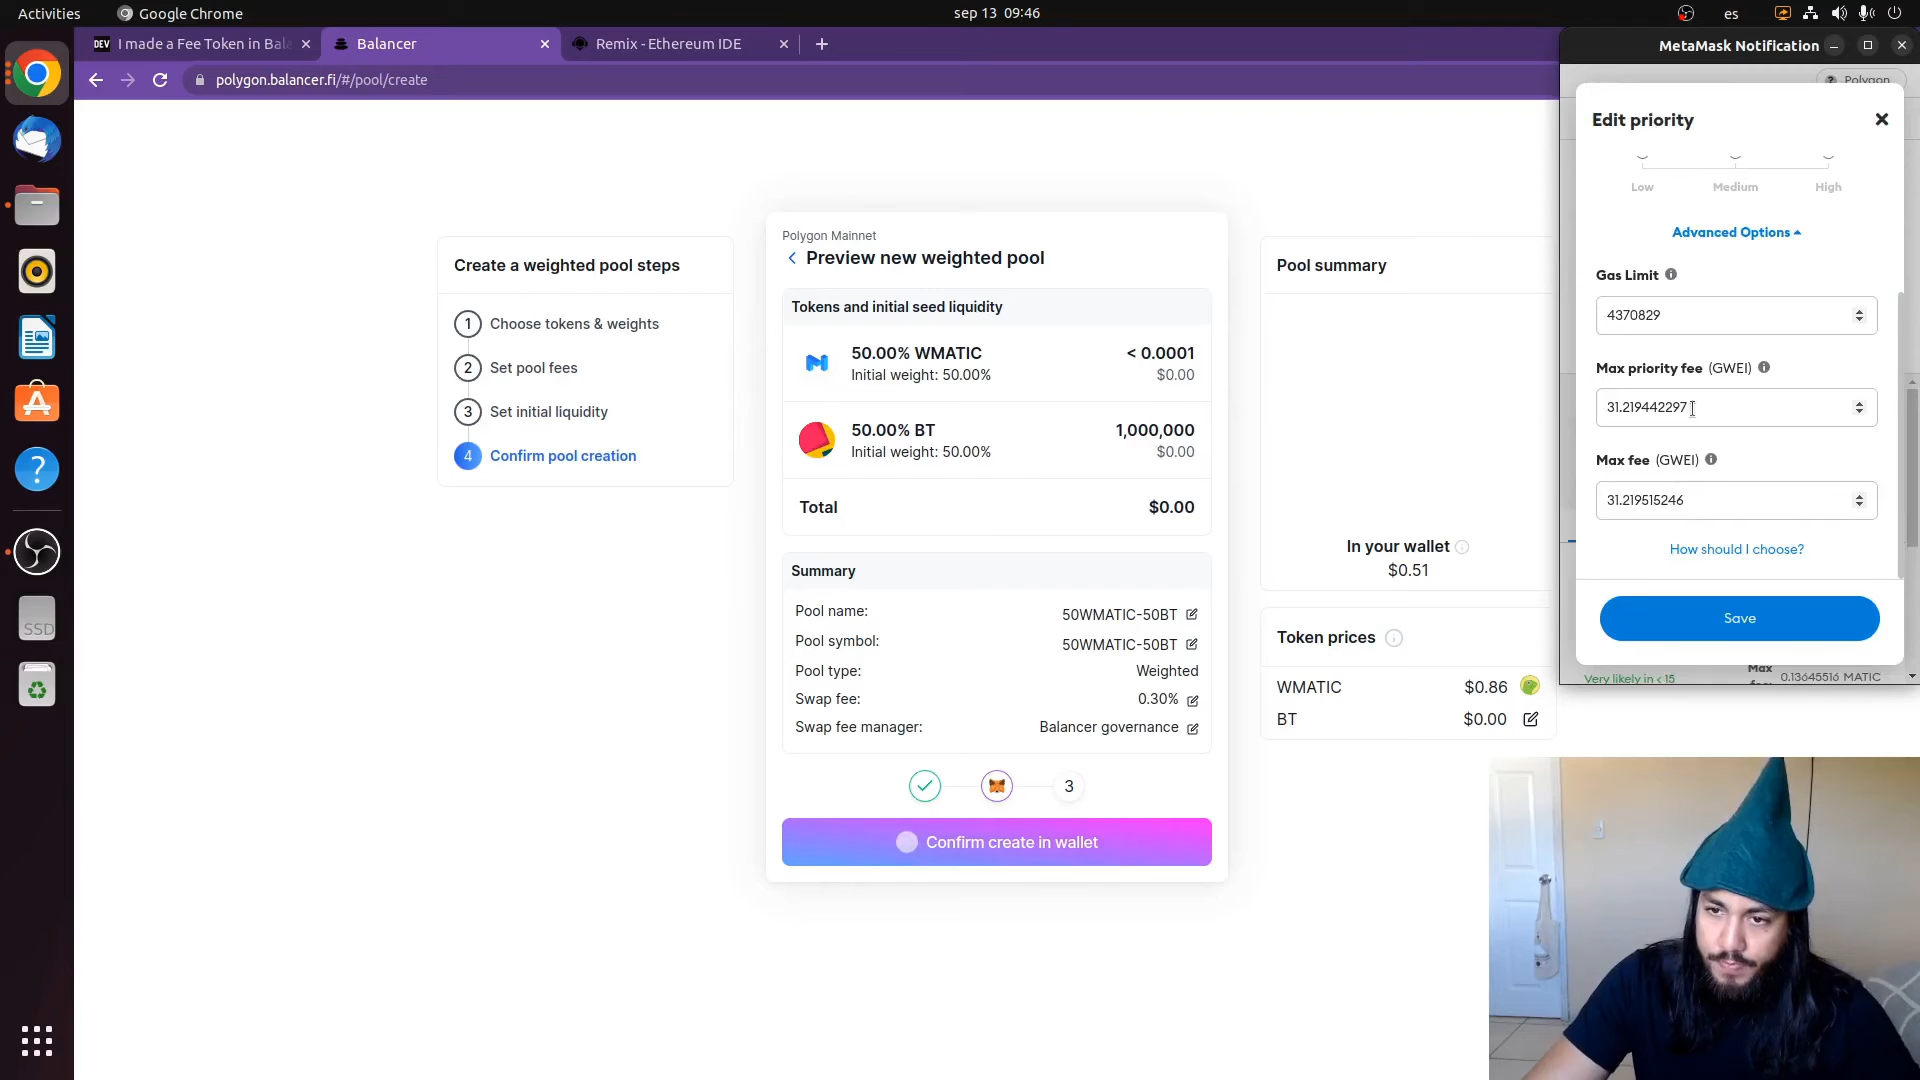 Activities
Google Chrome
sep 13 09:46
es
DEV I made a Fee Token in Bala
Balancer
Remix - Ethereum IDE
MetaMask Notification
polygon.balancer.fi/#/pool/create
Polygon
Edit priority
Low Medium High
Advanced Options
Gas Limit
4370829
Max priority fee (GWEI)
31.219442297
Max fee (GWEI)
31.219515246
How should I choose?
Save
Very likely in < 15
Max
0.13645516 MATIC
Create a weighted pool steps
1 Choose tokens & weights
2 Set pool fees
3 Set initial liquidity
4 Confirm pool creation
Polygon Mainnet
Preview new weighted pool
Tokens and initial seed liquidity
50.00% WMATIC < 0.0001
Initial weight: 50.00% $0.00
50.00% BT 1,000,000
Initial weight: 50.00% $0.00
Total $0.00
Summary
Pool name: 50WMATIC-50BT
Pool symbol: 50WMATIC-50BT
Pool type: Weighted
Swap fee: 0.30%
Swap fee manager: Balancer governance
3
Confirm create in wallet
Pool summary
In your wallet
$0.51
Token prices
WMATIC $0.86
BT $0.00
SSD